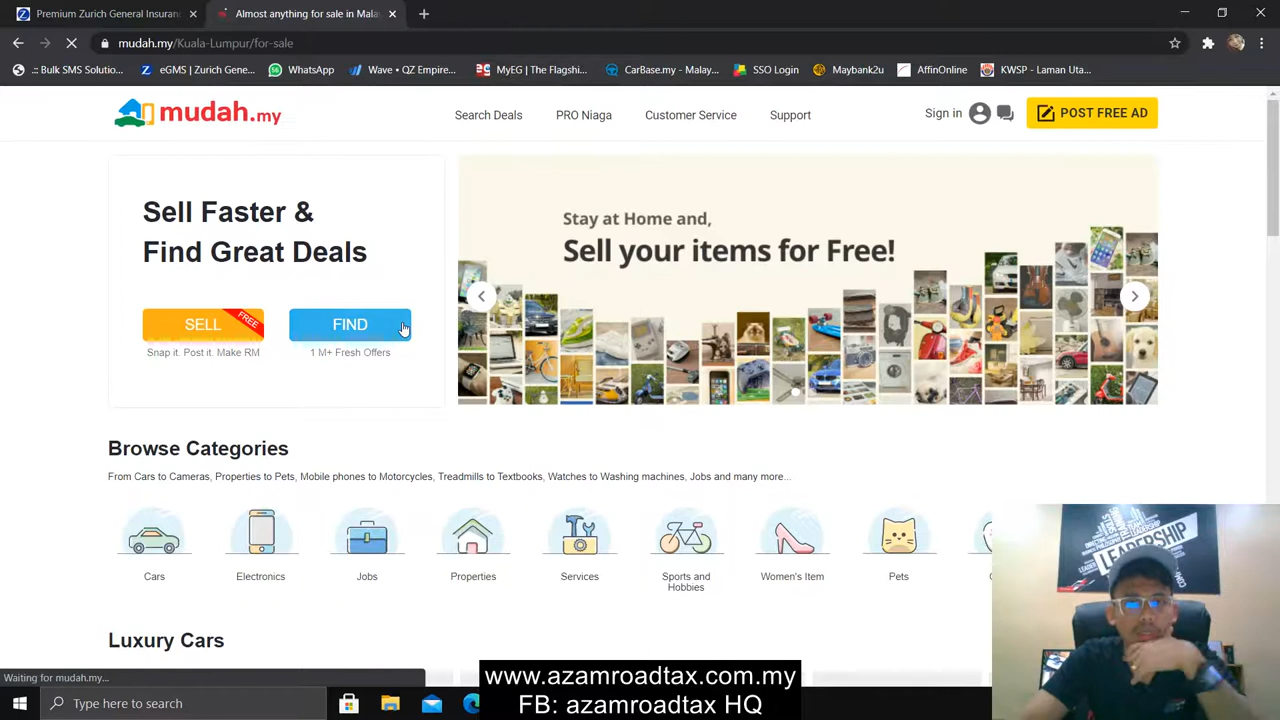 Premium Zurich General Insuranc
Almost anything for sale in Mala
mudah.my/Kuala-Lumpur/for-sale
.:: Bulk SMS Solutio...
eGMS | Zurich Gene...
WhatsApp
Wave • QZ Empire...
MyEG | The Flagshi...
CarBase.my - Malay...
SSO Login
Maybank2u
AffinOnline
KWSP - Laman Uta...
mudah.my
Search Deals
PRO Niaga
Customer Service
Support
Sign in
POST FREE AD
Sell Faster &
Find Great Deals
SELL
FREE
FIND
Snap it. Post it. Make RM
1 M+ Fresh Offers
Stay at Home and,
Sell your items for Free!
Browse Categories
From Cars to Cameras, Properties to Pets, Mobile phones to Motorcycles, Treadmills to Textbooks, Watches to Washing machines, Jobs and many more...
Cars
Electronics
Jobs
Properties
Services
Sports and
Hobbies
Women's Item
Pets
LEADERSHIP
Luxury Cars
Waiting for mudah.my...
www.azamroadtax.com.my
FB: azamroadtax HQ
Type here to search